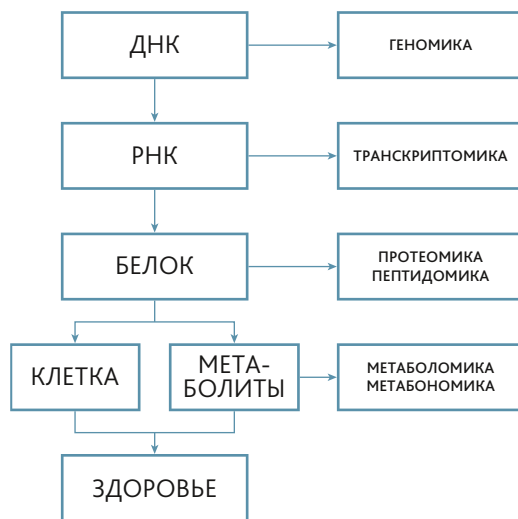 ДНК
ГЕНОМИКА
РНК
ТРАНСКРИПТОМИКА
БЕЛОК
ПРОТЕОМИКА
ПЕПТИДОМИКА
КЛЕТКА
МЕТА-
БОЛИТЫ
МЕТАБОЛОМИКА
МЕТАБОНОМИКА
ЗДОРОВЬЕ